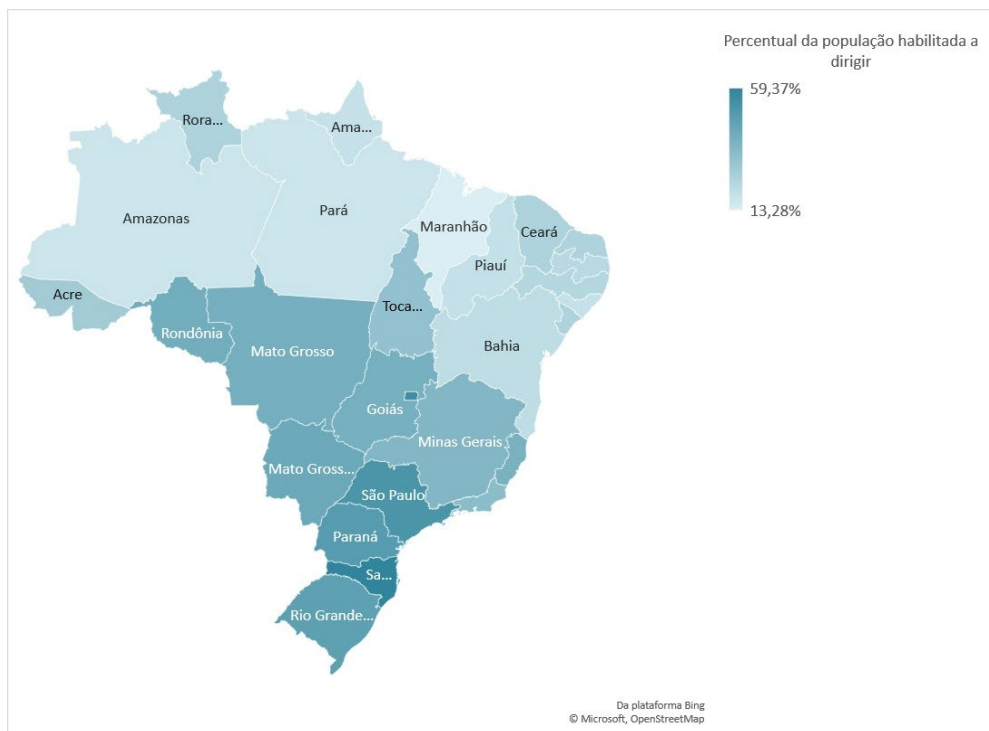 Percentual da população habilitada a
dirigir
59,37%
13,28%
Rora...
Ama...
Amazonas
Pará
Maranhão
Ceará
Piauí
Acre
Toca...
Rondônia
Mato Grosso
Bahia
Goiás
Minas Gerais
Mato Gross...
São Paulo
Paraná
Sa...
Rio Grande...
Da plataforma Bing
© Microsoft, OpenStreetMap